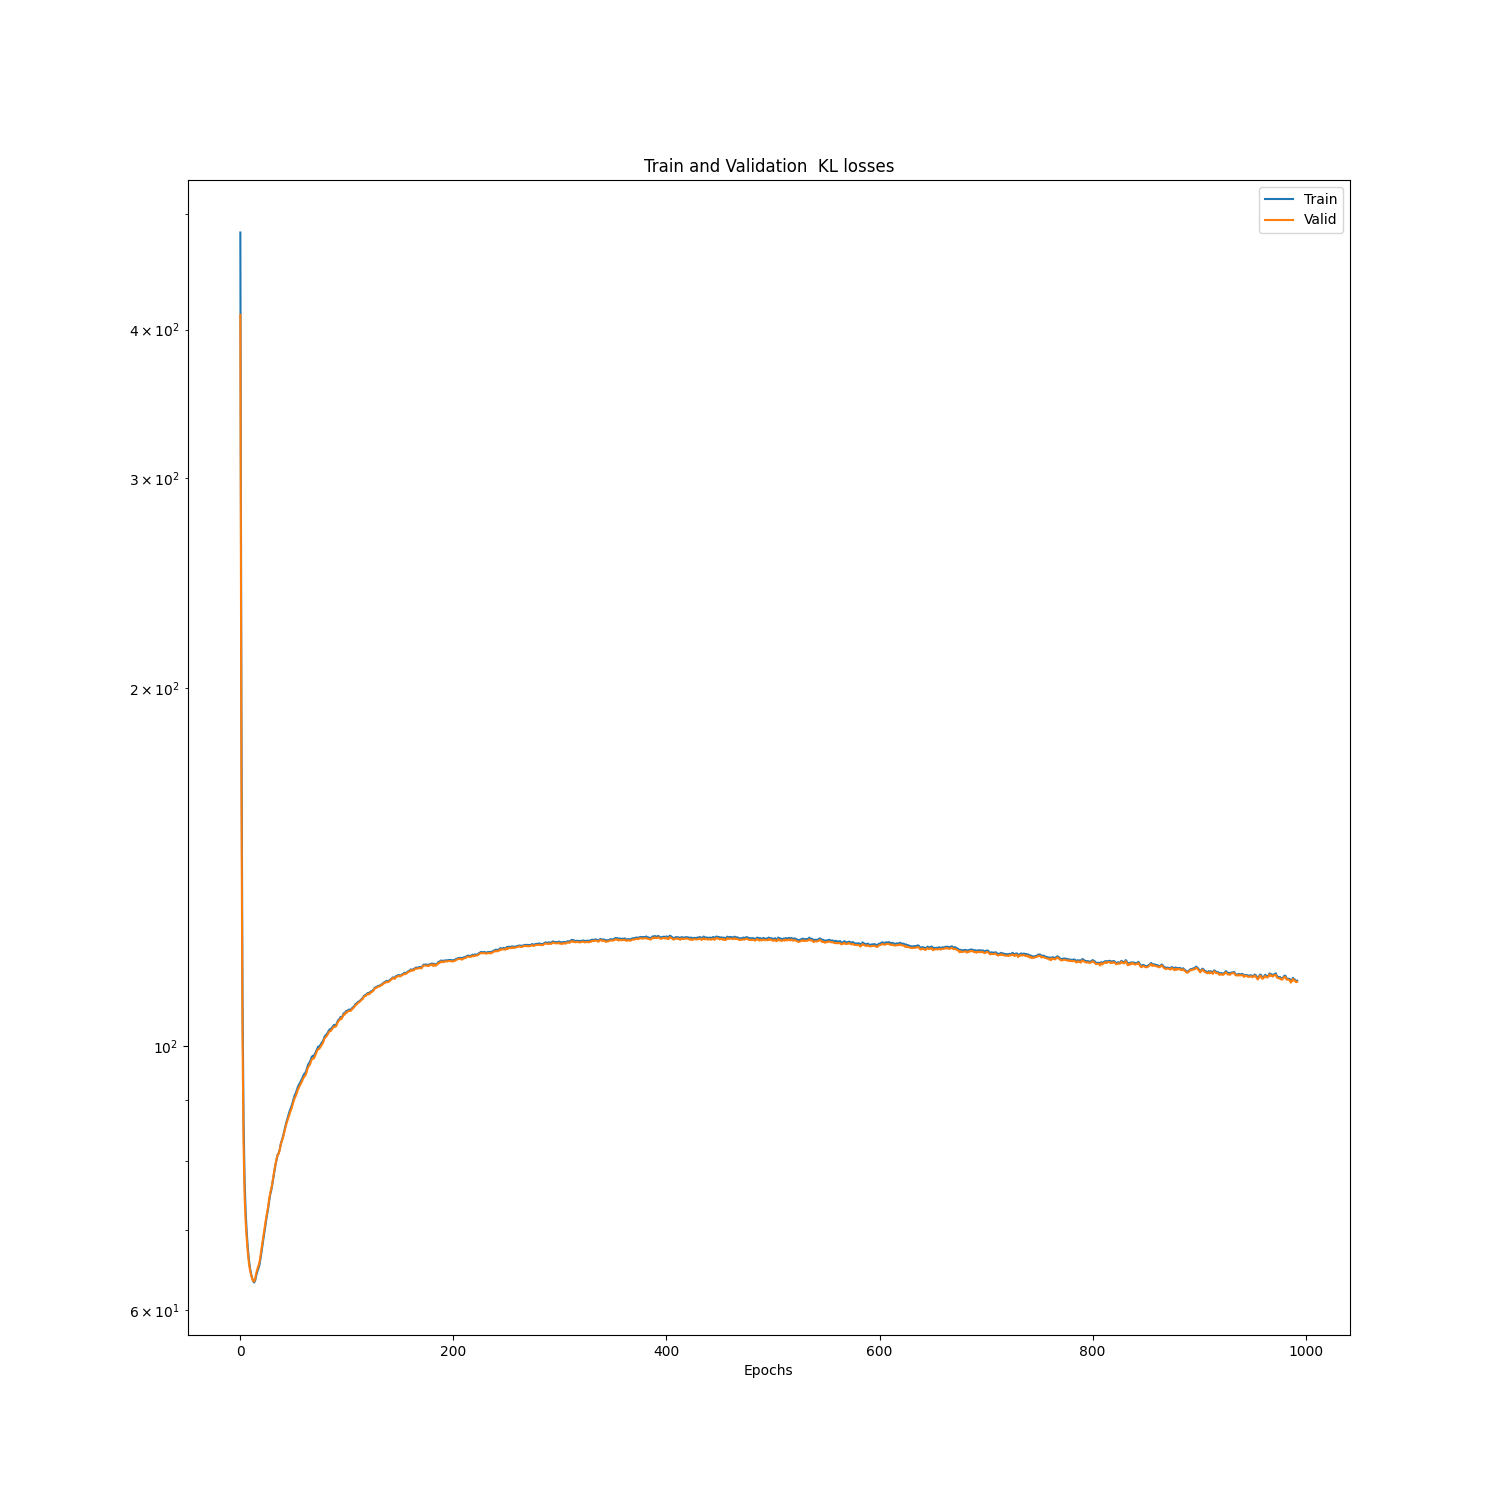 Train and Validation  KL losses
Train
Valid
4 × 10²
3 × 10²
2 × 10²
10²
6 × 10¹
0 200 400 600 800 1000
Epochs